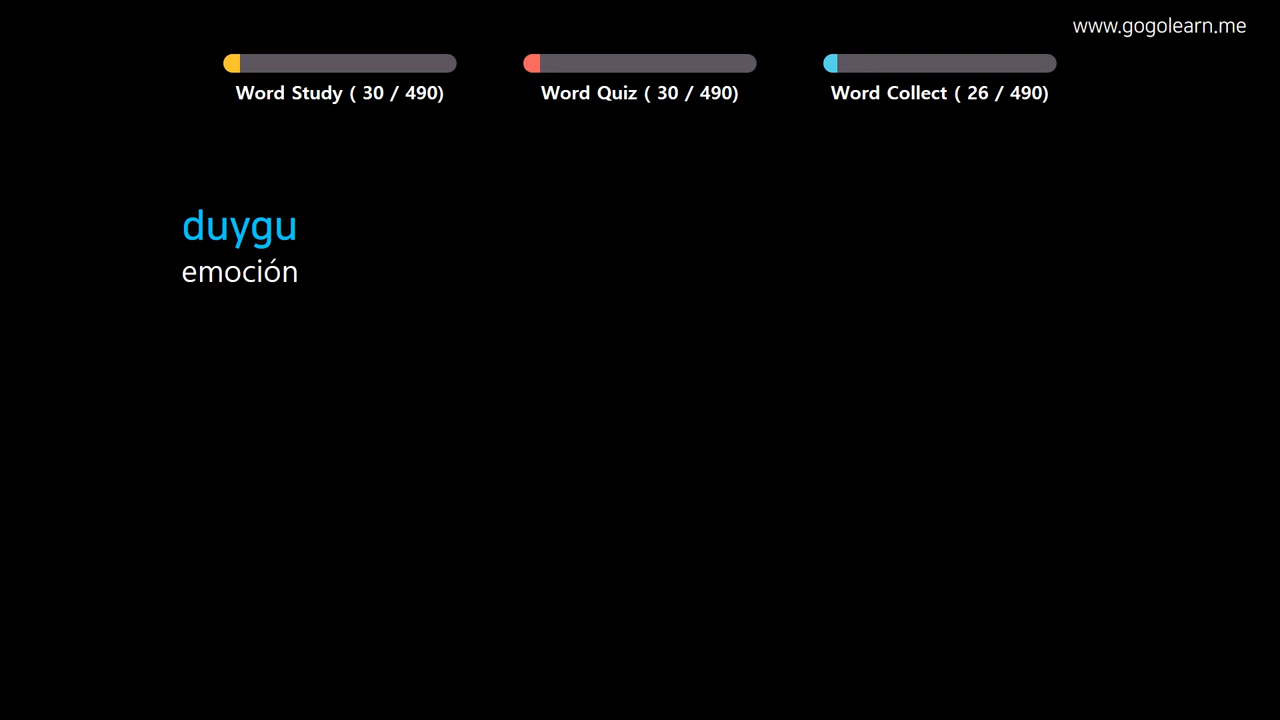 www.gogolearn.me
Word Study ( 30 / 490)
Word Quiz ( 30 / 490)
Word Collect ( 26 / 490)
duygu
emoción